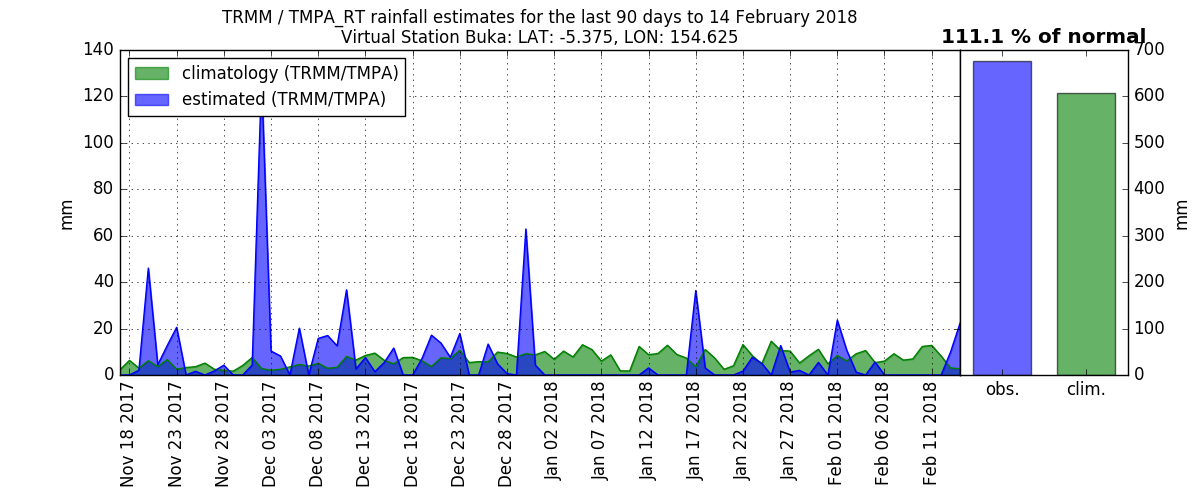 TRMM / TMPA_RT rainfall estimates for the last 90 days to 14 February 2018
Virtual Station Buka: LAT: -5.375, LON: 154.625
111.1 % of normal
climatology (TRMM/TMPA)
estimated (TRMM/TMPA)
140
120
100
80
60
40
20
0
mm
700
600
500
400
300
200
100
0
mm
Nov 18 2017
Nov 23 2017
Nov 28 2017
Dec 03 2017
Dec 08 2017
Dec 13 2017
Dec 18 2017
Dec 23 2017
Dec 28 2017
Jan 02 2018
Jan 07 2018
Jan 12 2018
Jan 17 2018
Jan 22 2018
Jan 27 2018
Feb 01 2018
Feb 06 2018
Feb 11 2018
obs.
clim.